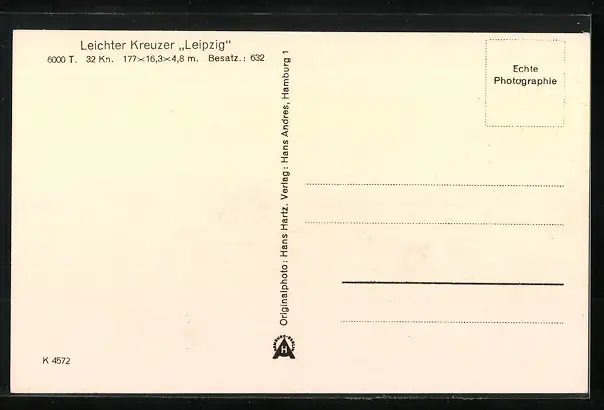 Leichter Kreuzer „Leipzig"
6000 T. 32 Kn. 177×16,3×4,8 m. Besatz.: 632
Originalphoto: Hans Hartz. Verlag: Hans Andres, Hamburg 1
Echte
Photographie
H
K 4572